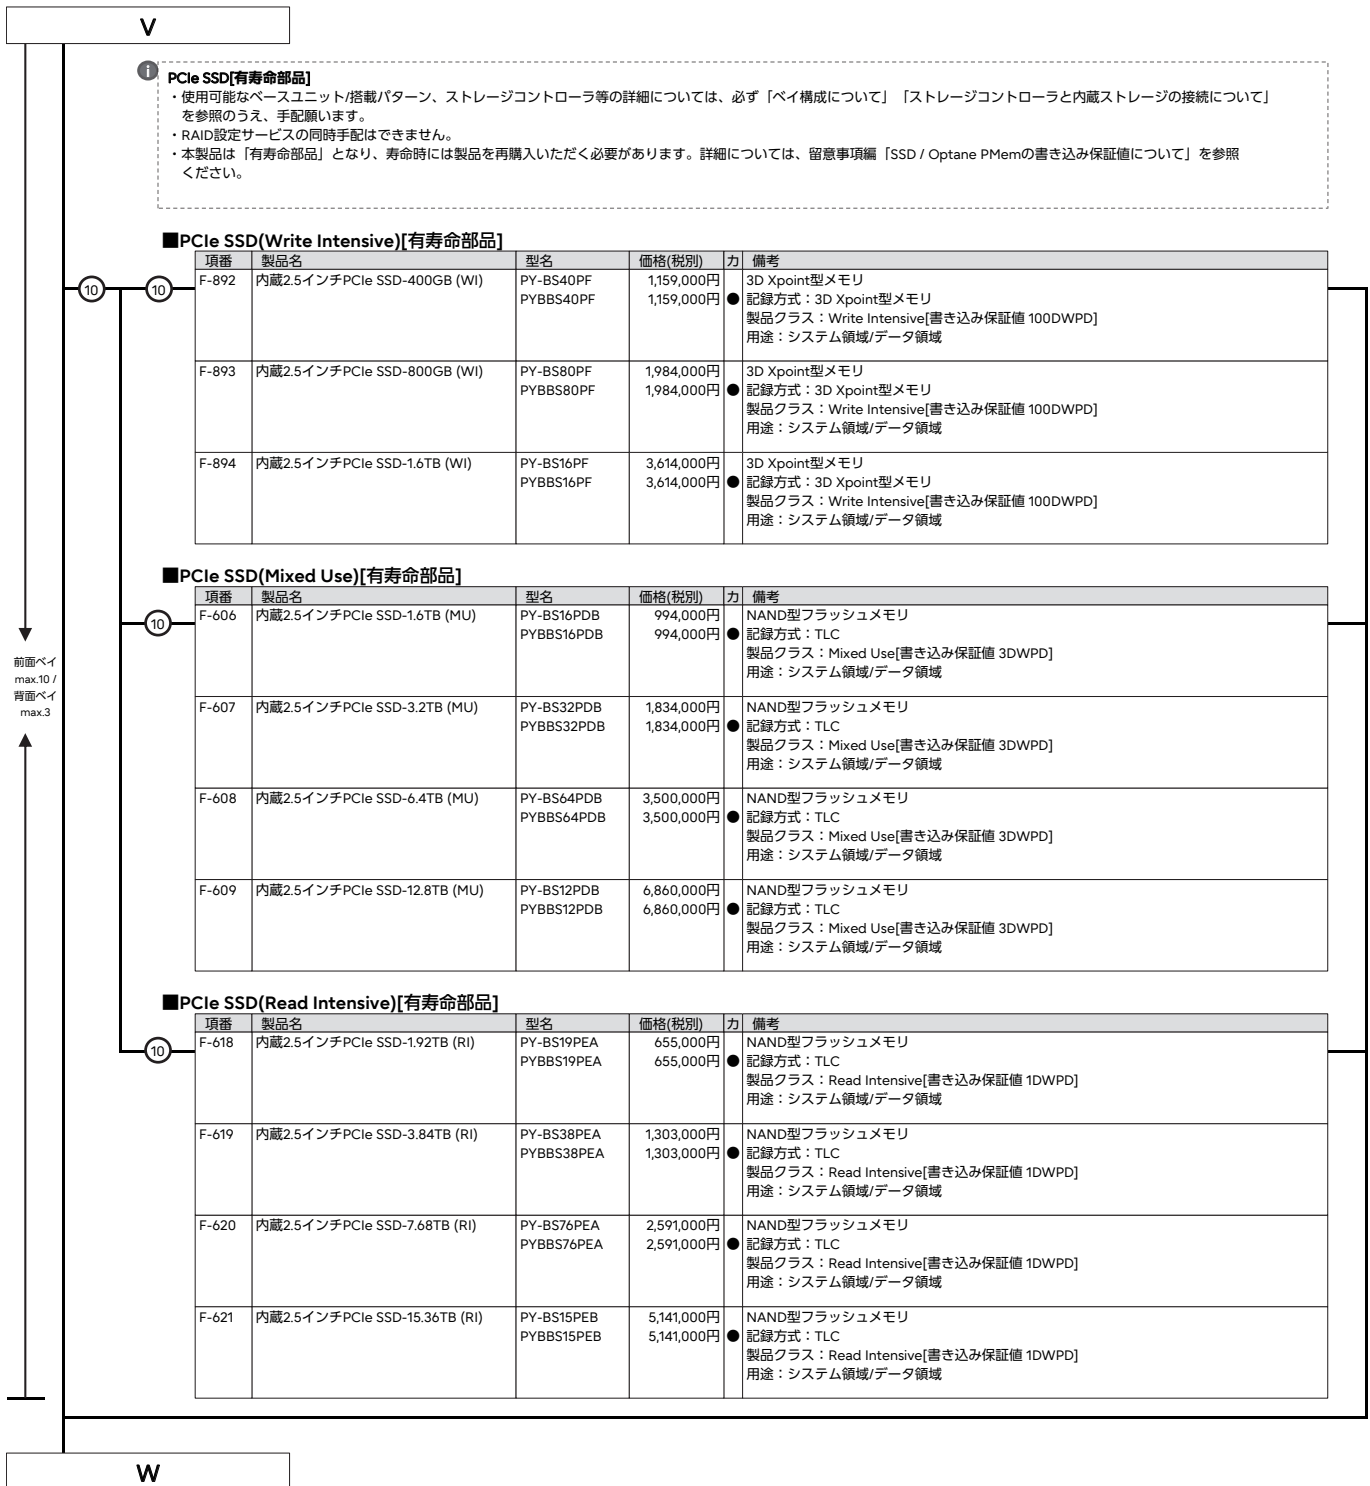 V
i
PCIe SSD[有寿命部品]
・使用可能なベースユニット/搭載パターン、ストレージコントローラ等の詳細については、必ず「ベイ構成について」「ストレージコントローラと内蔵ストレージの接続について」
を参照のうえ、手配願います。
・RAID設定サービスの同時手配はできません。
・本製品は「有寿命部品」となり、寿命時には製品を再購入いただく必要があります。詳細については、留意事項編「SSD / Optane PMemの書き込み保証値について」を参照
ください。
■PCIe SSD(Write Intensive)[有寿命部品]
項番 製品名 型名 価格(税別) カ 備考
10 10 F-892 内蔵2.5インチPCIe SSD-400GB (WI) PY-BS40PF 1,159,000円 3D Xpoint型メモリ
PYBBS40PF 1,159,000円 ● 記録方式：3D Xpoint型メモリ
製品クラス：Write Intensive[書き込み保証値 100DWPD]
用途：システム領域/データ領域
F-893 内蔵2.5インチPCIe SSD-800GB (WI) PY-BS80PF 1,984,000円 3D Xpoint型メモリ
PYBBS80PF 1,984,000円 ● 記録方式：3D Xpoint型メモリ
製品クラス：Write Intensive[書き込み保証値 100DWPD]
用途：システム領域/データ領域
F-894 内蔵2.5インチPCIe SSD-1.6TB (WI) PY-BS16PF 3,614,000円 3D Xpoint型メモリ
PYBBS16PF 3,614,000円 ● 記録方式：3D Xpoint型メモリ
製品クラス：Write Intensive[書き込み保証値 100DWPD]
用途：システム領域/データ領域
■PCIe SSD(Mixed Use)[有寿命部品]
項番 製品名 型名 価格(税別) カ 備考
10 F-606 内蔵2.5インチPCIe SSD-1.6TB (MU) PY-BS16PDB 994,000円 NAND型フラッシュメモリ
PYBBS16PDB 994,000円 ● 記録方式：TLC
製品クラス：Mixed Use[書き込み保証値 3DWPD]
用途：システム領域/データ領域
前面ベイ
max.10 /
背面ベイ
max.3
F-607 内蔵2.5インチPCIe SSD-3.2TB (MU) PY-BS32PDB 1,834,000円 NAND型フラッシュメモリ
PYBBS32PDB 1,834,000円 ● 記録方式：TLC
製品クラス：Mixed Use[書き込み保証値 3DWPD]
用途：システム領域/データ領域
F-608 内蔵2.5インチPCIe SSD-6.4TB (MU) PY-BS64PDB 3,500,000円 NAND型フラッシュメモリ
PYBBS64PDB 3,500,000円 ● 記録方式：TLC
製品クラス：Mixed Use[書き込み保証値 3DWPD]
用途：システム領域/データ領域
F-609 内蔵2.5インチPCIe SSD-12.8TB (MU) PY-BS12PDB 6,860,000円 NAND型フラッシュメモリ
PYBBS12PDB 6,860,000円 ● 記録方式：TLC
製品クラス：Mixed Use[書き込み保証値 3DWPD]
用途：システム領域/データ領域
■PCIe SSD(Read Intensive)[有寿命部品]
項番 製品名 型名 価格(税別) カ 備考
10 F-618 内蔵2.5インチPCIe SSD-1.92TB (RI) PY-BS19PEA 655,000円 NAND型フラッシュメモリ
PYBBS19PEA 655,000円 ● 記録方式：TLC
製品クラス：Read Intensive[書き込み保証値 1DWPD]
用途：システム領域/データ領域
F-619 内蔵2.5インチPCIe SSD-3.84TB (RI) PY-BS38PEA 1,303,000円 NAND型フラッシュメモリ
PYBBS38PEA 1,303,000円 ● 記録方式：TLC
製品クラス：Read Intensive[書き込み保証値 1DWPD]
用途：システム領域/データ領域
F-620 内蔵2.5インチPCIe SSD-7.68TB (RI) PY-BS76PEA 2,591,000円 NAND型フラッシュメモリ
PYBBS76PEA 2,591,000円 ● 記録方式：TLC
製品クラス：Read Intensive[書き込み保証値 1DWPD]
用途：システム領域/データ領域
F-621 内蔵2.5インチPCIe SSD-15.36TB (RI) PY-BS15PEB 5,141,000円 NAND型フラッシュメモリ
PYBBS15PEB 5,141,000円 ● 記録方式：TLC
製品クラス：Read Intensive[書き込み保証値 1DWPD]
用途：システム領域/データ領域
W